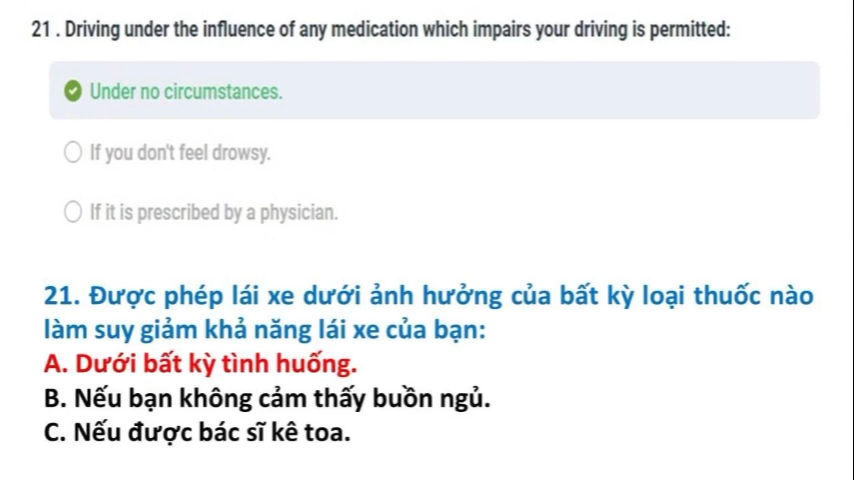 21 . Driving under the influence of any medication which impairs your driving is permitted:
Under no circumstances.
If you don't feel drowsy.
If it is prescribed by a physician.
21. Được phép lái xe dưới ảnh hưởng của bất kỳ loại thuốc nào
làm suy giảm khả năng lái xe của bạn:
A. Dưới bất kỳ tình huống.
B. Nếu bạn không cảm thấy buồn ngủ.
C. Nếu được bác sĩ kê toa.